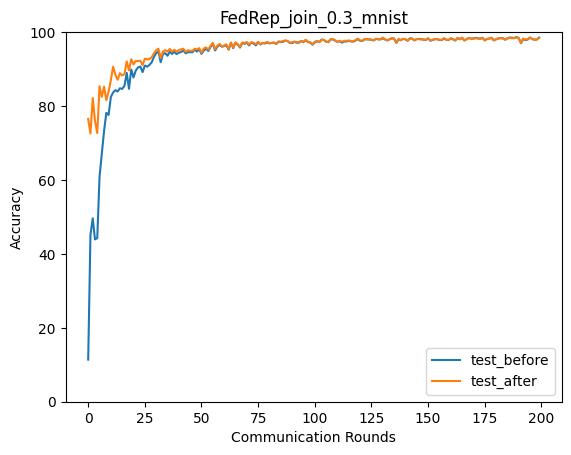 FedRep_join_0.3_mnist
Accuracy
100
80
60
40
20
0
0 25 50 75 100 125 150 175 200
Communication Rounds
test_before
test_after